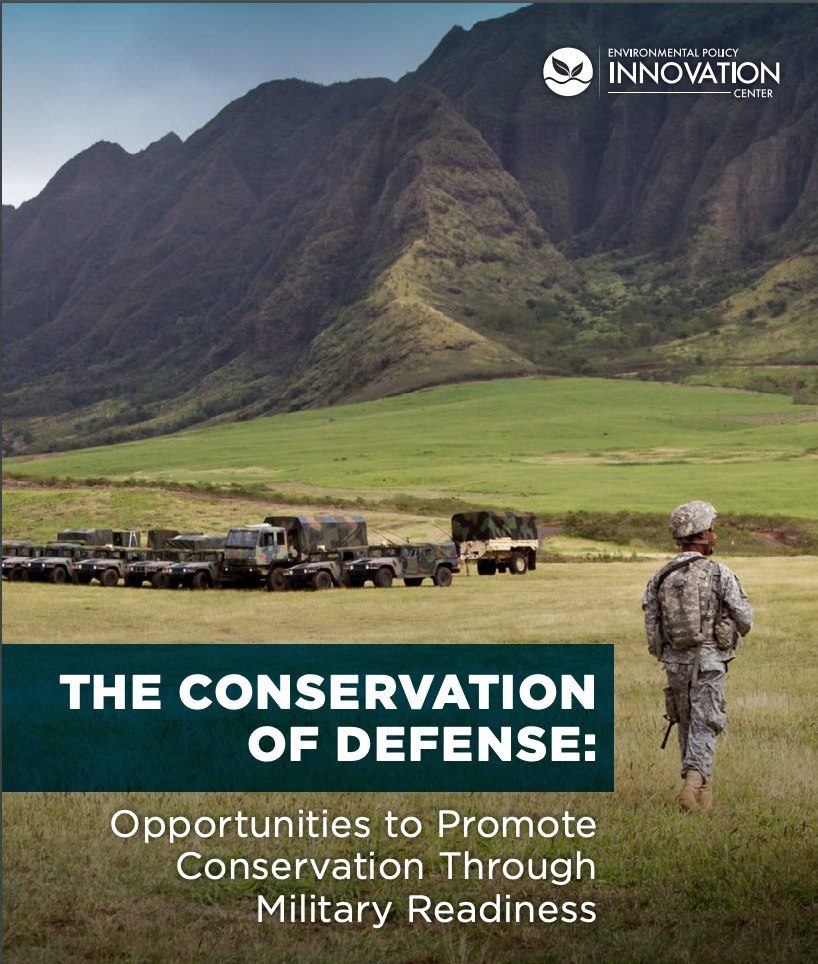 ENVIRONMENTAL POLICY
INNOVATION
CENTER
THE CONSERVATION
OF DEFENSE:
Opportunities to Promote
Conservation Through
Military Readiness